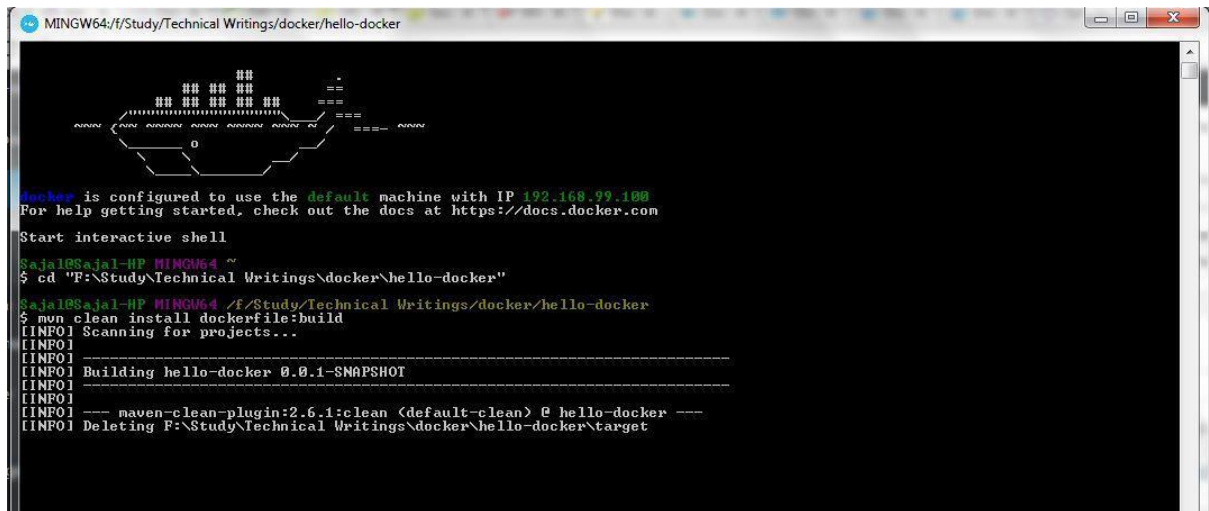 MINGW64:/f/Study/Technical Writings/docker/hello-docker
docker is configured to use the default machine with IP 192.168.99.100
For help getting started, check out the docs at https://docs.docker.com
Start interactive shell
Sajal@Sajal-HP MINGW64 ~
$ cd "F:\Study\Technical Writings\docker\hello-docker"
Sajal@Sajal-HP MINGW64 /f/Study/Technical Writings/docker/hello-docker
$ mvn clean install dockerfile:build
[INFO] Scanning for projects...
[INFO]
[INFO] ------------------------------------------------------------------------
[INFO] Building hello-docker 0.0.1-SNAPSHOT
[INFO] ------------------------------------------------------------------------
[INFO]
[INFO] --- maven-clean-plugin:2.6.1:clean (default-clean) @ hello-docker ---
[INFO] Deleting F:\Study\Technical Writings\docker\hello-docker\target